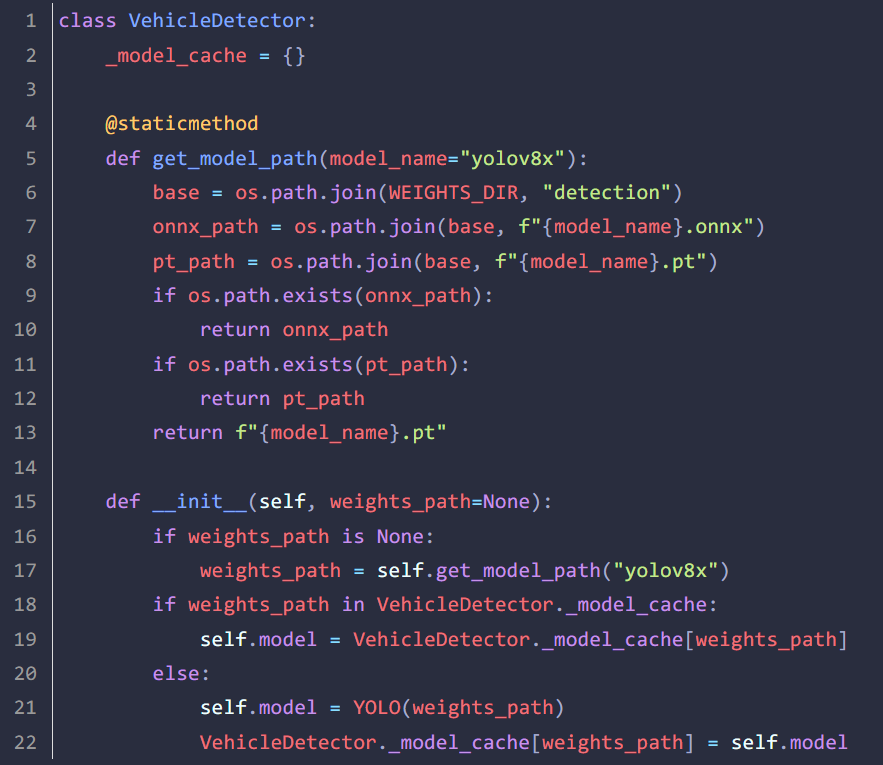 1 class VehicleDetector:
2     _model_cache = {}
3
4     @staticmethod
5     def get_model_path(model_name="yolov8x"):
6         base = os.path.join(WEIGHTS_DIR, "detection")
7         onnx_path = os.path.join(base, f"{model_name}.onnx")
8         pt_path = os.path.join(base, f"{model_name}.pt")
9         if os.path.exists(onnx_path):
10             return onnx_path
11         if os.path.exists(pt_path):
12             return pt_path
13         return f"{model_name}.pt"
14
15     def __init__(self, weights_path=None):
16         if weights_path is None:
17             weights_path = self.get_model_path("yolov8x")
18         if weights_path in VehicleDetector._model_cache:
19             self.model = VehicleDetector._model_cache[weights_path]
20         else:
21             self.model = YOLO(weights_path)
22             VehicleDetector._model_cache[weights_path] = self.model